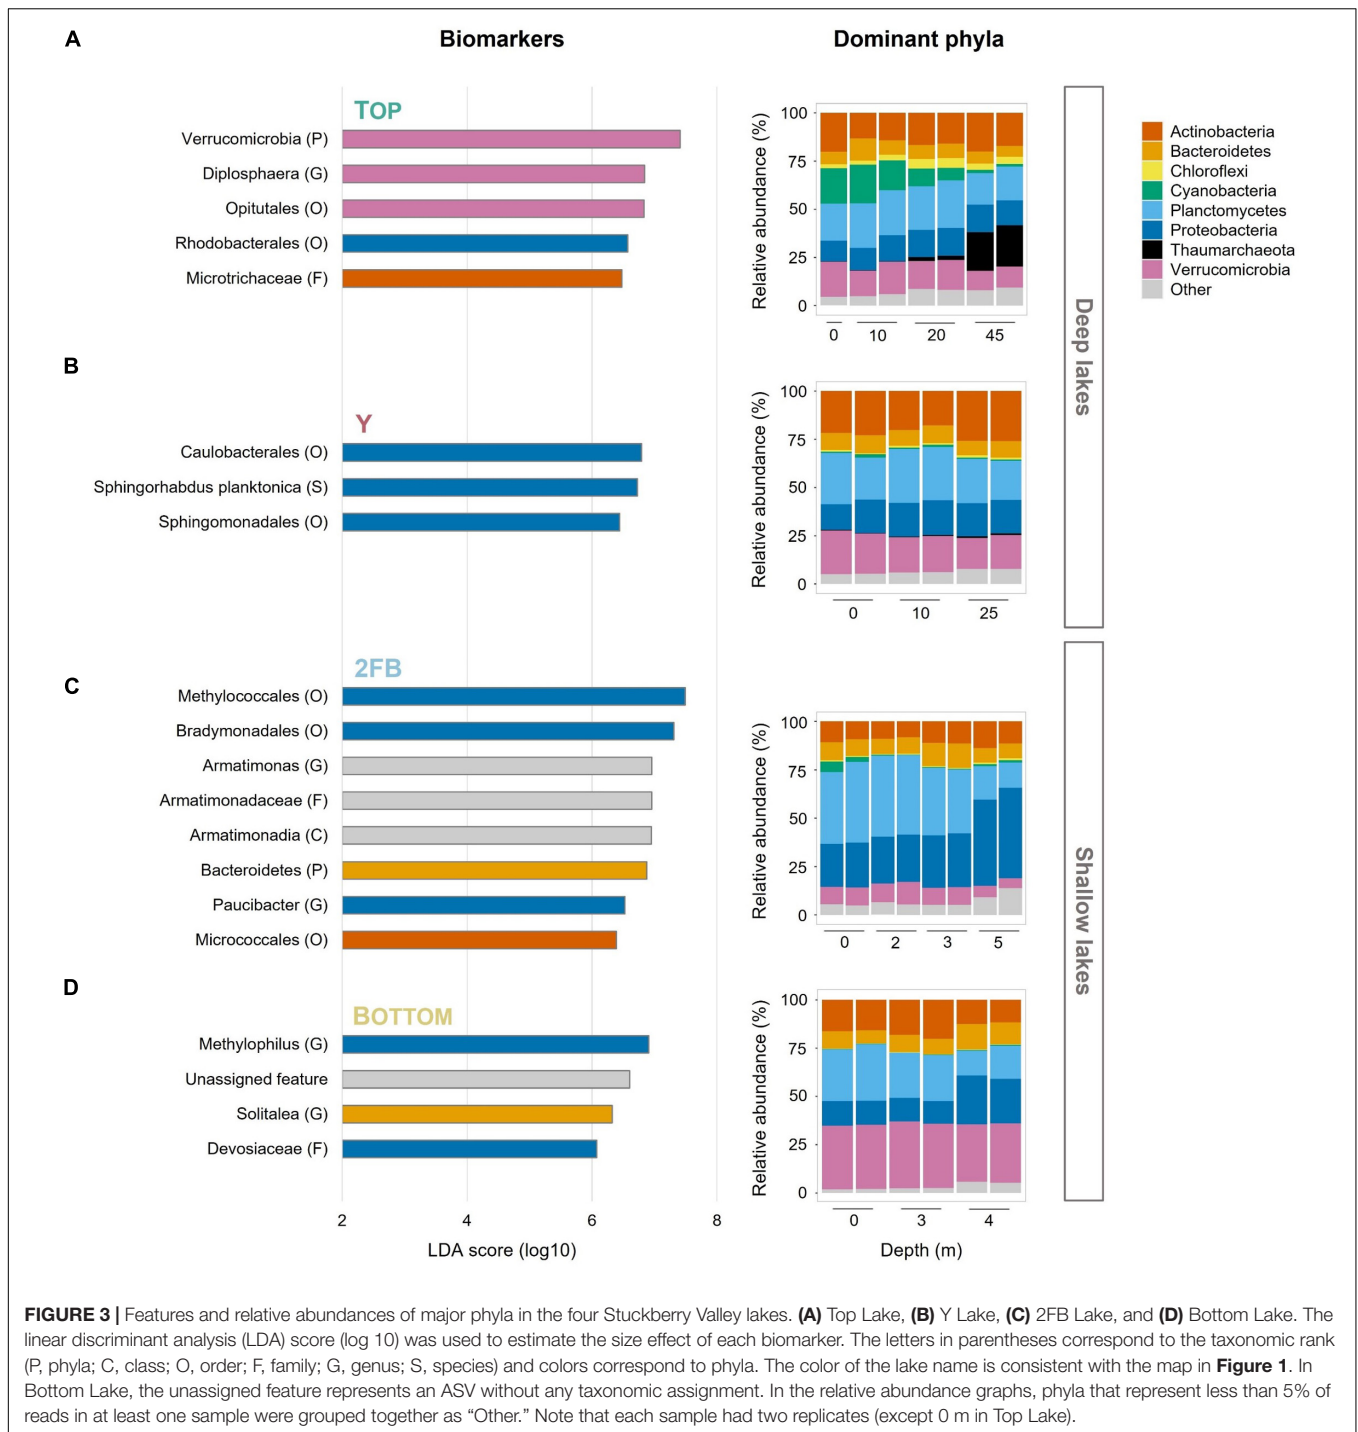 A
Biomarkers
Dominant phyla
TOP
Verrucomicrobia (P)
Diplosphaera (G)
Opitutales (O)
Rhodobacterales (O)
Microtrichaceae (F)
Relative abundance (%)
100
75
50
25
0
0 10 20 45
Actinobacteria
Bacteroidetes
Chloroflexi
Cyanobacteria
Planctomycetes
Proteobacteria
Thaumarchaeota
Verrucomicrobia
Other
Deep lakes
B
Y
Caulobacterales (O)
Sphingorhabdus planktonica (S)
Sphingomonadales (O)
Relative abundance (%)
100
75
50
25
0
0 10 25
C
2FB
Methylococcales (O)
Bradymonadales (O)
Armatimonas (G)
Armatimonadaceae (F)
Armatimonadia (C)
Bacteroidetes (P)
Paucibacter (G)
Micrococcales (O)
Relative abundance (%)
100
75
50
25
0
0 2 3 5
Shallow lakes
D
BOTTOM
Methylophilus (G)
Unassigned feature
Solitalea (G)
Devosiaceae (F)
2 4 6 8
LDA score (log10)
Relative abundance (%)
100
75
50
25
0
0 3 4
Depth (m)
FIGURE 3 | Features and relative abundances of major phyla in the four Stuckberry Valley lakes. (A) Top Lake, (B) Y Lake, (C) 2FB Lake, and (D) Bottom Lake. The
linear discriminant analysis (LDA) score (log 10) was used to estimate the size effect of each biomarker. The letters in parentheses correspond to the taxonomic rank
(P, phyla; C, class; O, order; F, family; G, genus; S, species) and colors correspond to phyla. The color of the lake name is consistent with the map in Figure 1. In
Bottom Lake, the unassigned feature represents an ASV without any taxonomic assignment. In the relative abundance graphs, phyla that represent less than 5% of
reads in at least one sample were grouped together as “Other.” Note that each sample had two replicates (except 0 m in Top Lake).